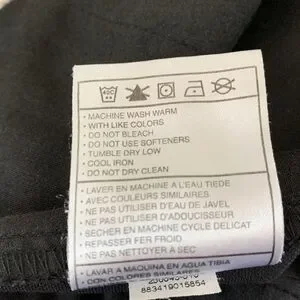 • MACHINE WASH WARM
• WITH LIKE COLORS
• DO NOT BLEACH
• DO NOT USE SOFTENERS
• TUMBLE DRY LOW
• COOL IRON
• DO NOT DRY CLEAN
• LAVER EN MACHINE A L'EAU TIEDE
• AVEC COULEURS SIMILAIRES
• NE PAS UTILISER D'EAU DE JAVEL
• NE PAS UTILISER D'ADOUCISSEUR
• SECHER EN MACHINE CYCLE DELICAT
• REPASSER FER FROID
• NE PAS NETTOYER A SEC
• LAVAR A MAQUINA EN AQUA TIBIA
• CON COLORES SIMILARES
883419015854